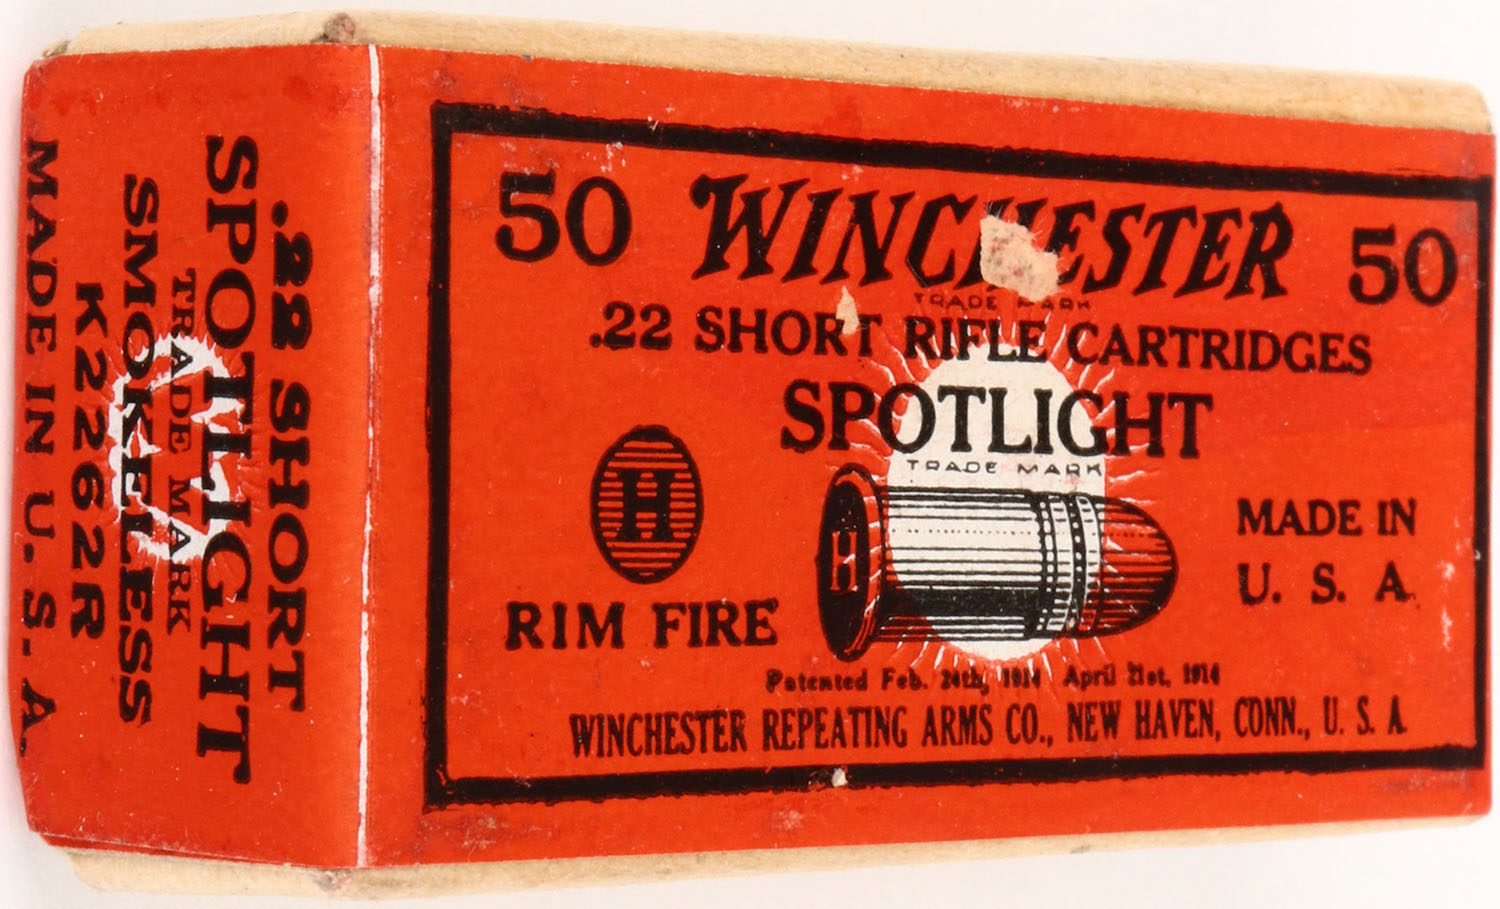 50 WINCHESTER 50
TRADE MARK
.22 SHORT RIFLE CARTRIDGES
SPOTLIGHT
TRADE MARK
H
H
RIM FIRE
MADE IN
U. S. A.
Patented Feb. 24th, 1914 April 21st, 1914
WINCHESTER REPEATING ARMS CO., NEW HAVEN, CONN., U. S. A.
.22 SHORT
SPOTLIGHT
TRADE MARK
SMOKELESS
K2262R
MADE IN U. S. A.